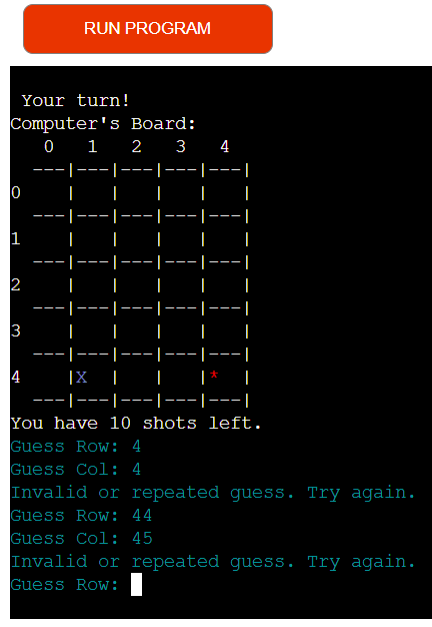 RUN PROGRAM
Your turn!
Computer's Board:
0 1 2 3 4
---|---|---|---|---|
0 | | | | |
---|---|---|---|---|
1 | | | | |
---|---|---|---|---|
2 | | | | |
---|---|---|---|---|
3 | | | | |
---|---|---|---|---|
4 |X | | |* |
---|---|---|---|---|
You have 10 shots left.
Guess Row: 4
Guess Col: 4
Invalid or repeated guess. Try again.
Guess Row: 44
Guess Col: 45
Invalid or repeated guess. Try again.
Guess Row: